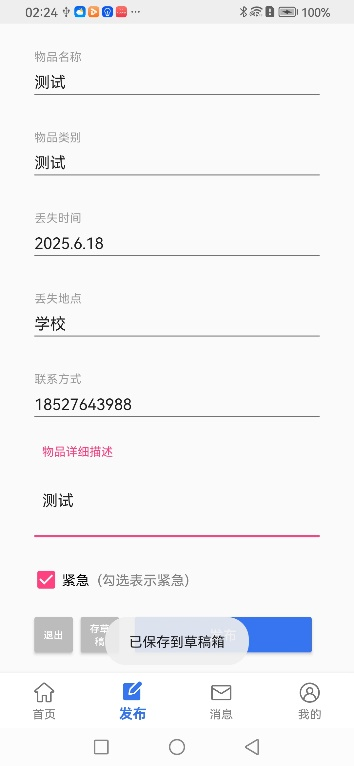 02:24 ... 100%
物品名称
测试
物品类别
测试
丢失时间
2025.6.18
丢失地点
学校
联系方式
18527643988
物品详细描述
测试
紧急 (勾选表示紧急)
退出
存草
稿
已保存到草稿箱
首页 发布 消息 我的